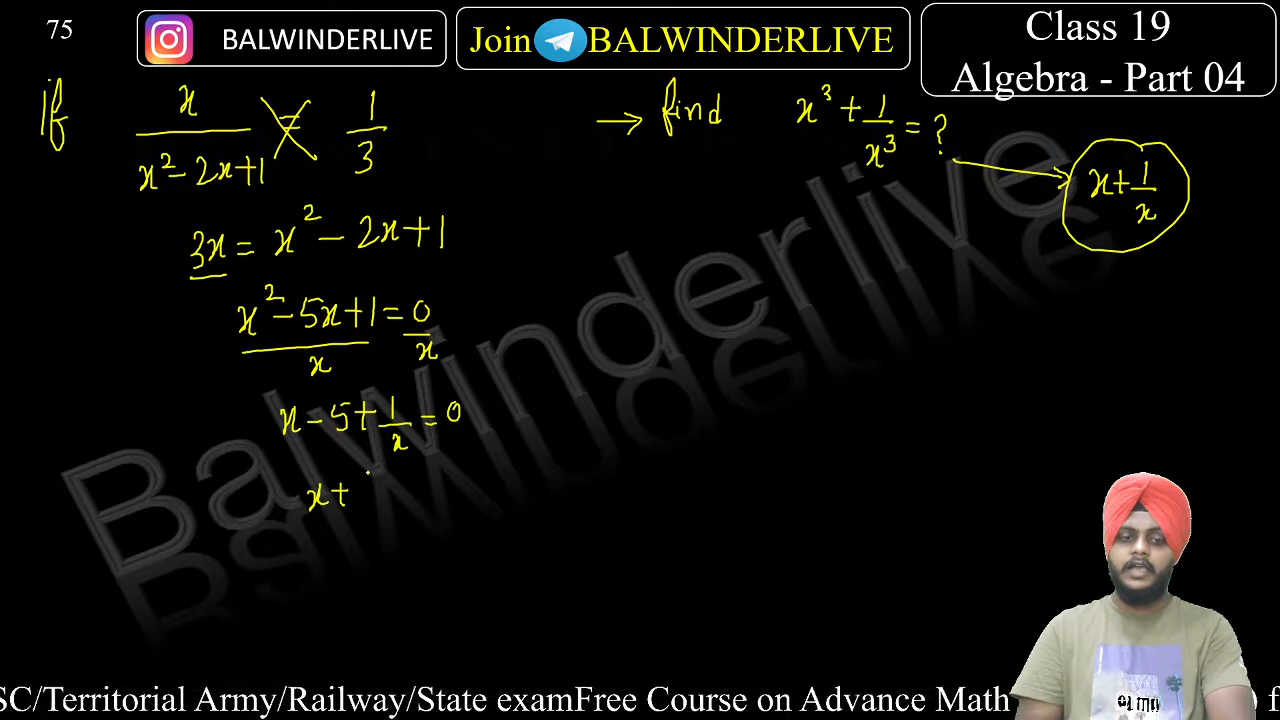 75
BALWINDERLIVE
Join BALWINDERLIVE
Class 19
Algebra - Part 04
If x/(x² - 2x + 1) = 1/3 → find x³ + 1/x³ = ?
x + 1/x
3x = x² - 2x + 1
(x² - 5x + 1)/x = 0/x
x - 5 + 1/x = 0
x +
Balwinderlive
SC/Territorial Army/Railway/State examFree Course on Advance Math